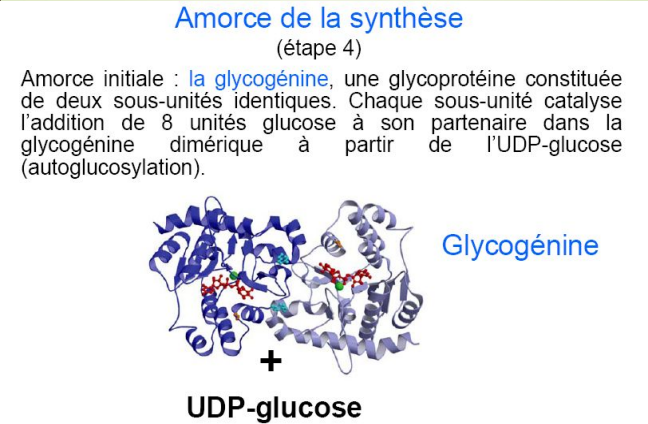 Amorce de la synthèse
(étape 4)
Amorce initiale : la glycogénine, une glycoprotéine constituée
de deux sous-unités identiques. Chaque sous-unité catalyse
l’addition de 8 unités glucose à son partenaire dans la
glycogénine dimérique à partir de l’UDP-glucose
(autoglucosylation).
Glycogénine
+
UDP-glucose